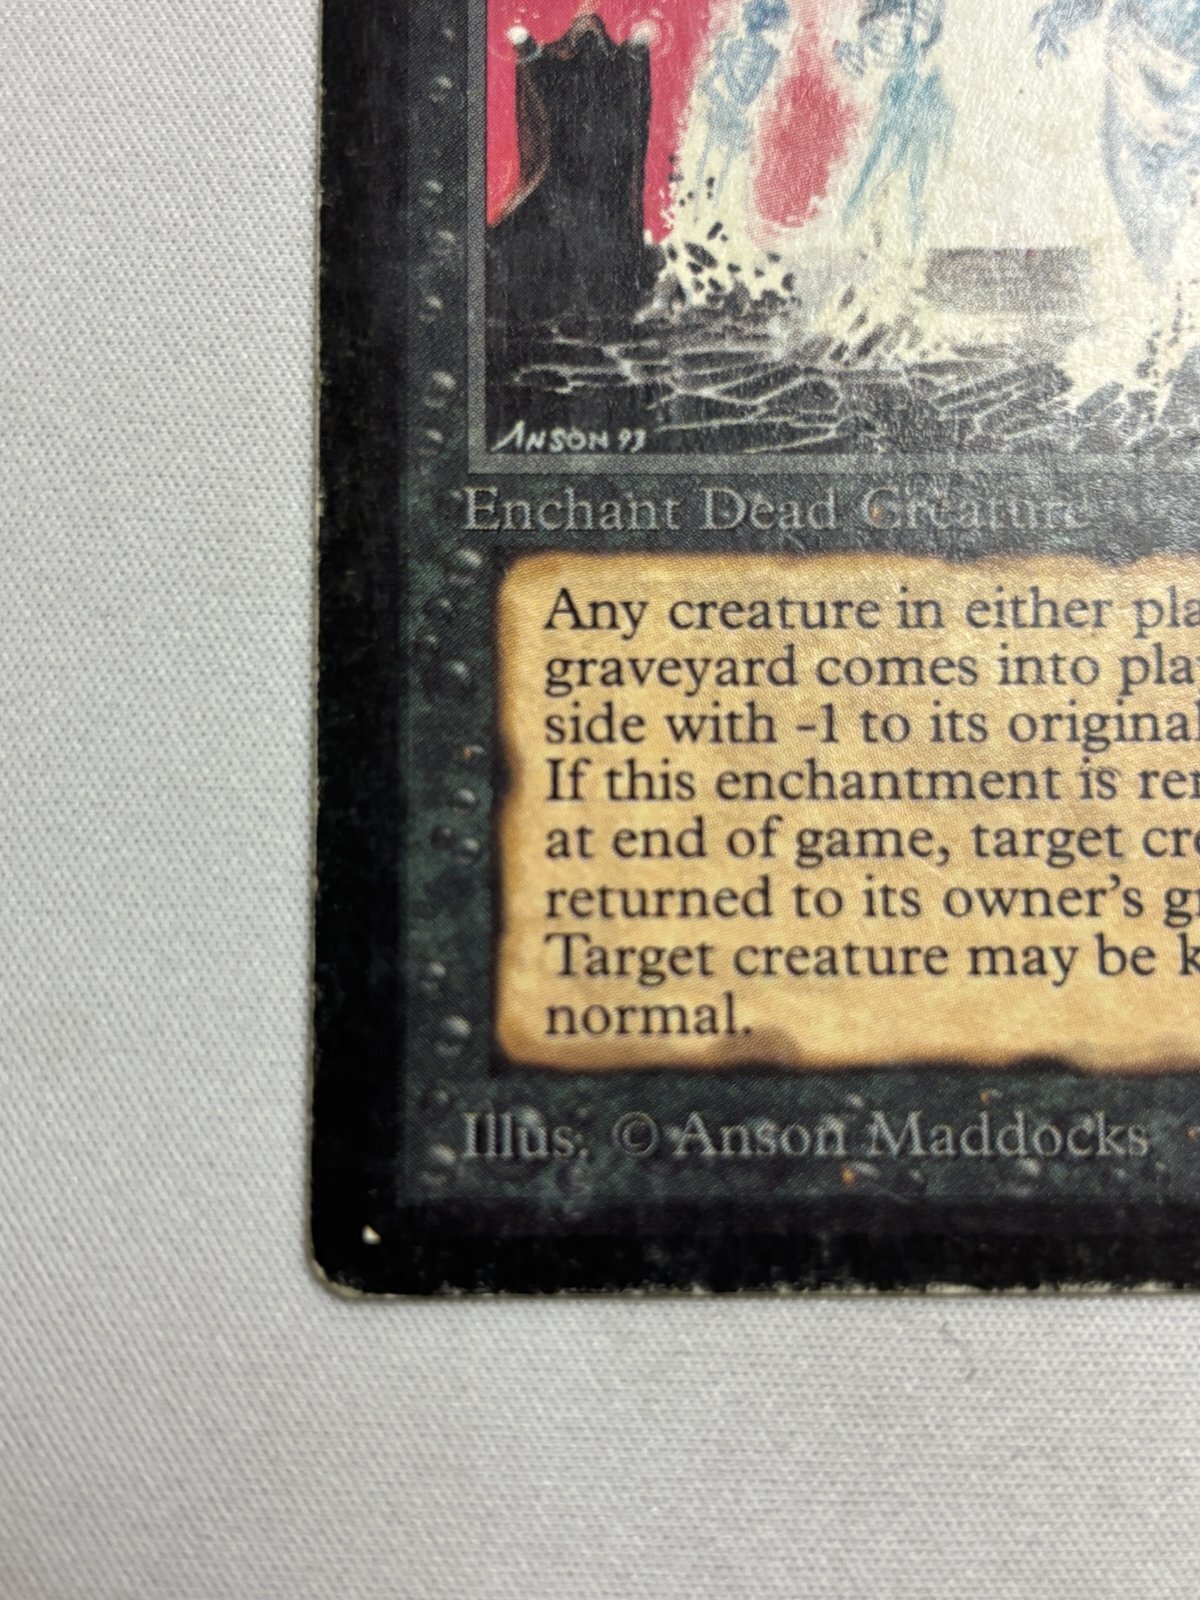 ANSON 93
Enchant Dead Creature
Any creature in either
graveyard comes into
side with -1 to its original
If this enchantment is
at end of game, target
returned to its owner's
Target creature may be
normal.
Illus. © Anson Maddocks